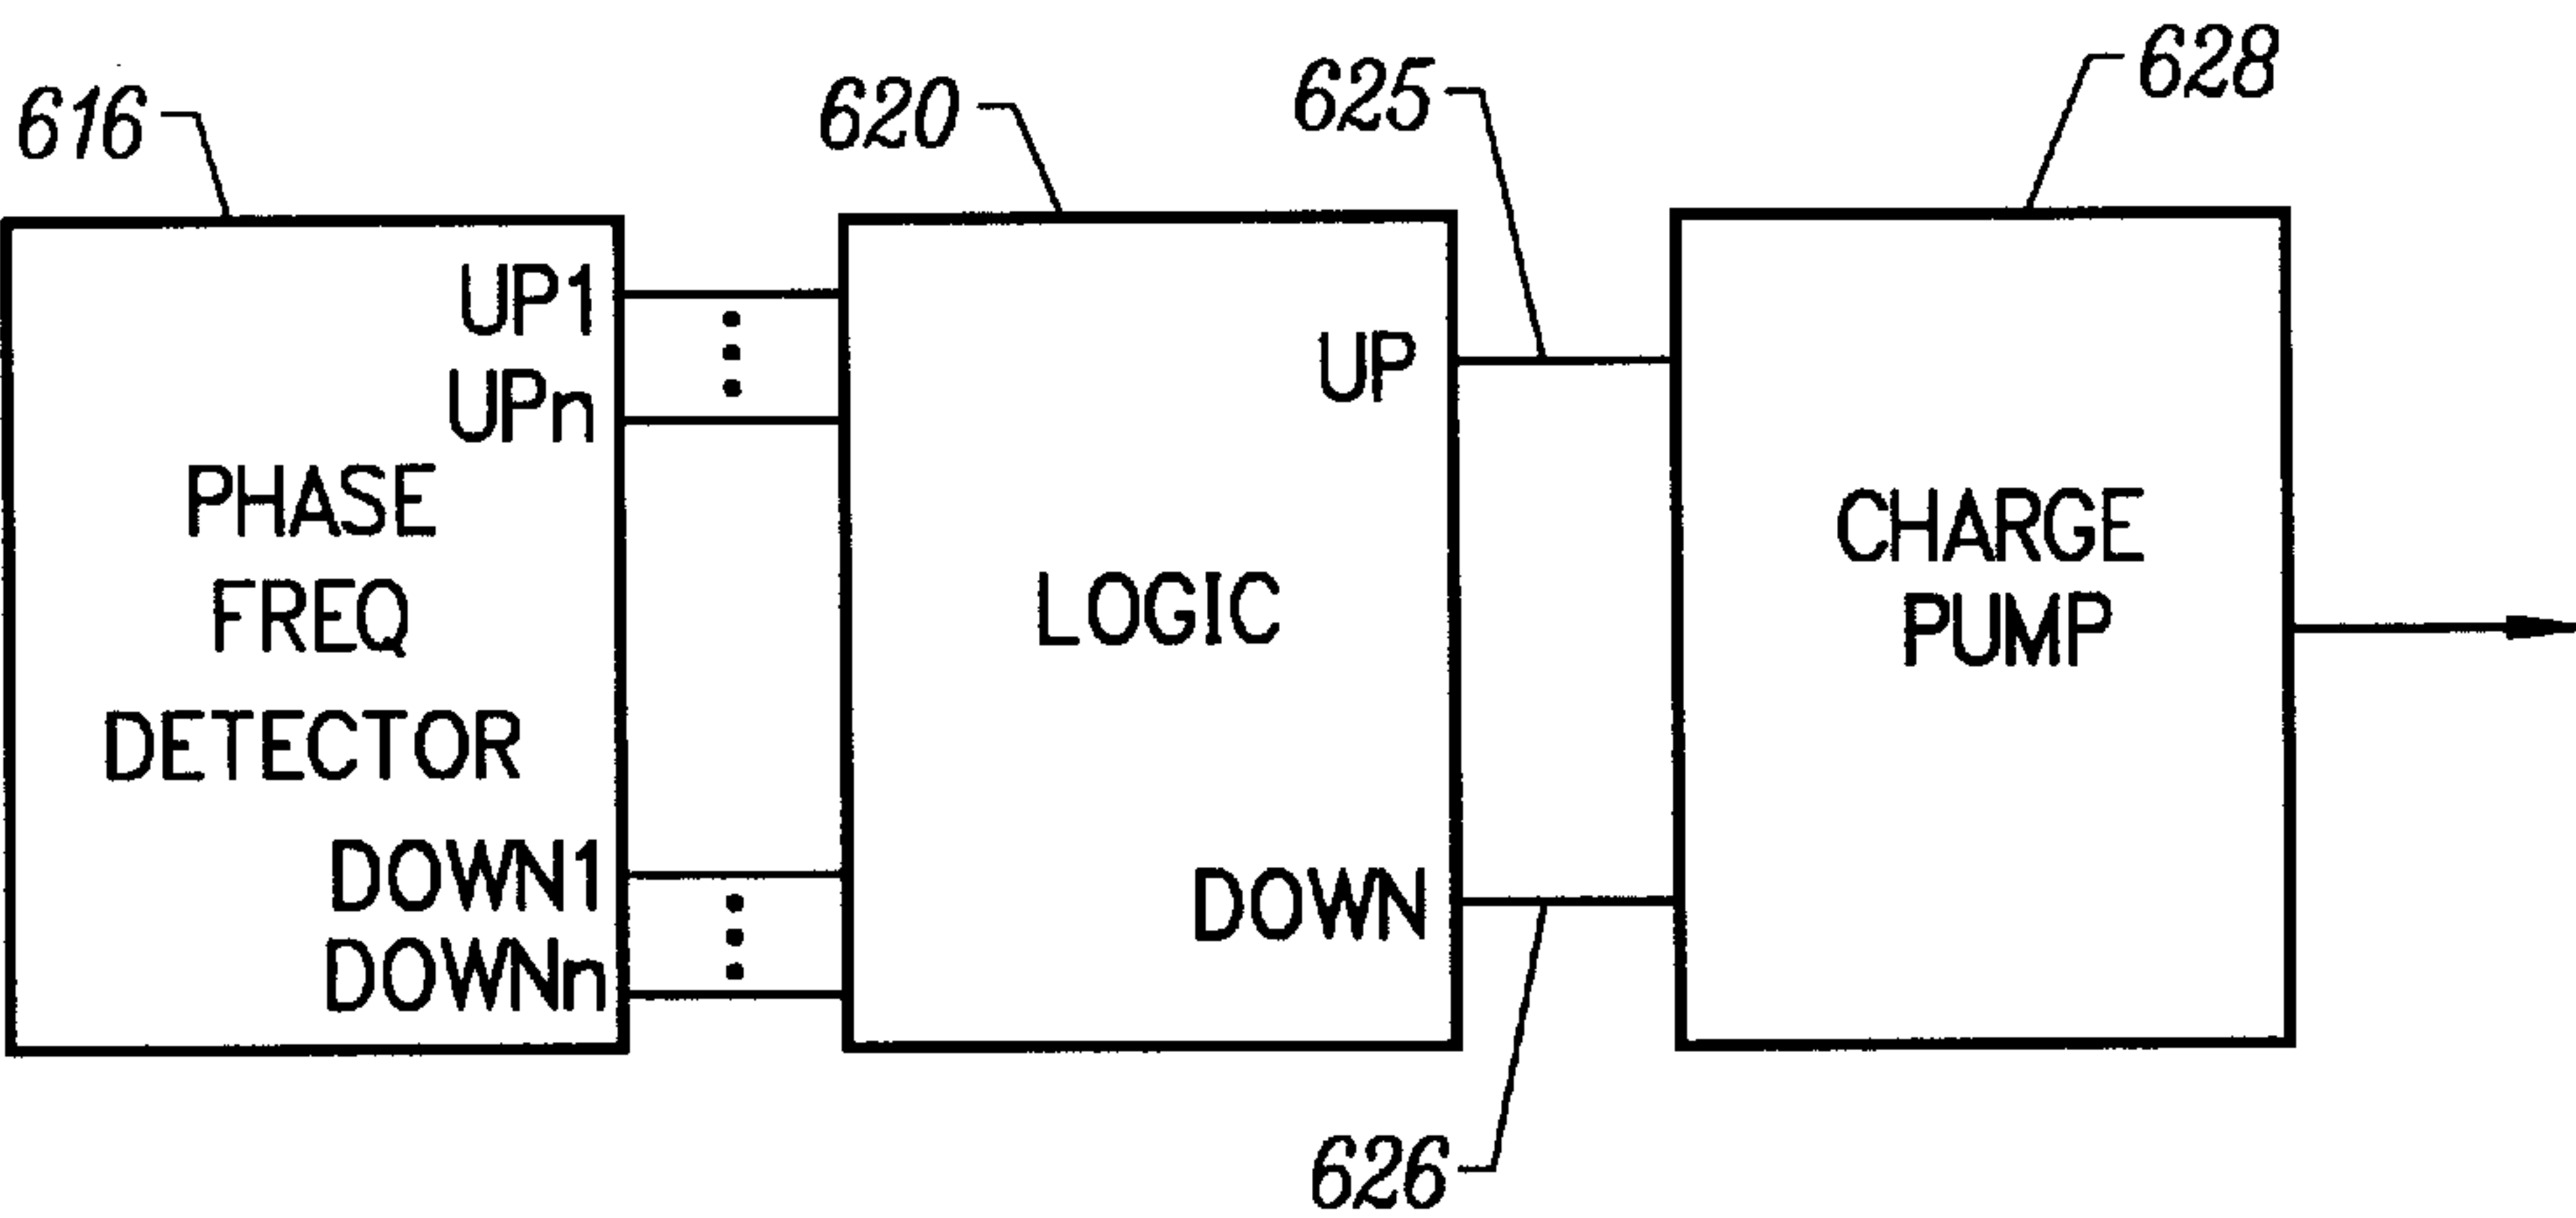 616
620
625
628
UP1
UPn
PHASE
FREQ
DETECTOR
DOWN1
DOWNn
LOGIC
UP
DOWN
CHARGE
PUMP
626